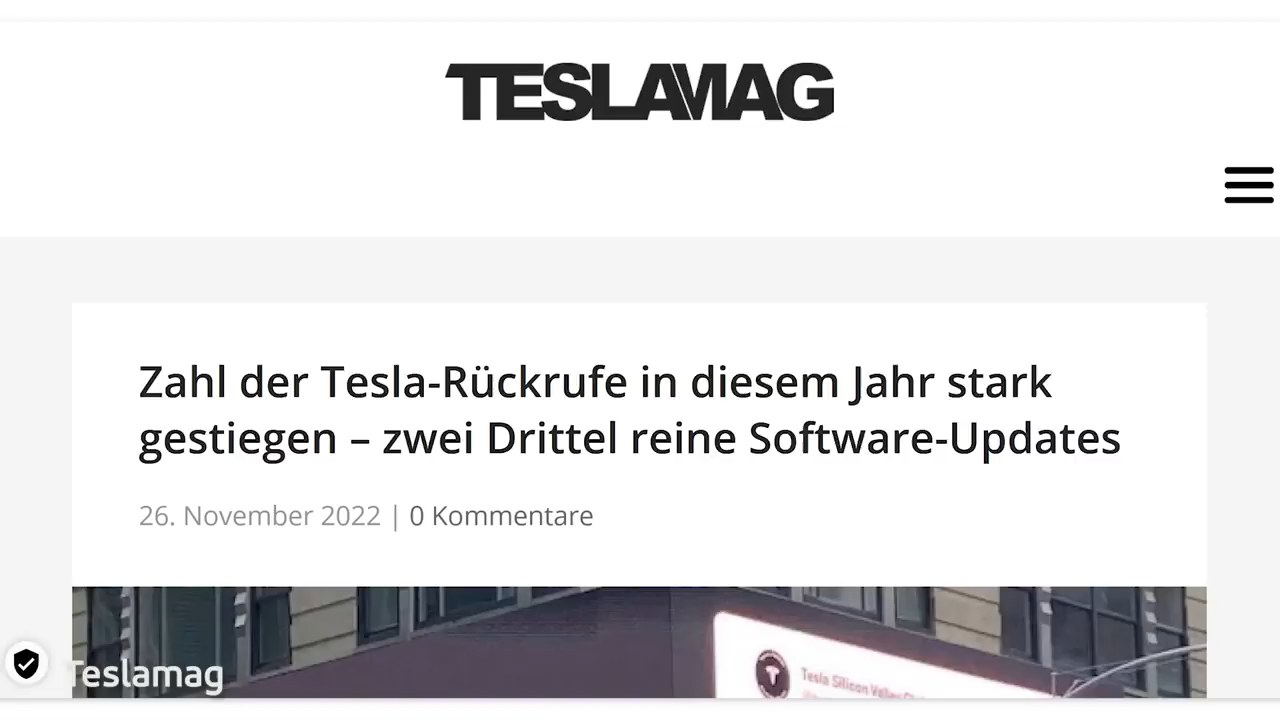 TESLAMAG
Zahl der Tesla-Rückrufe in diesem Jahr stark
gestiegen – zwei Drittel reine Software-Updates
26. November 2022 | 0 Kommentare
Tesla Silicon Valley
Teslamag